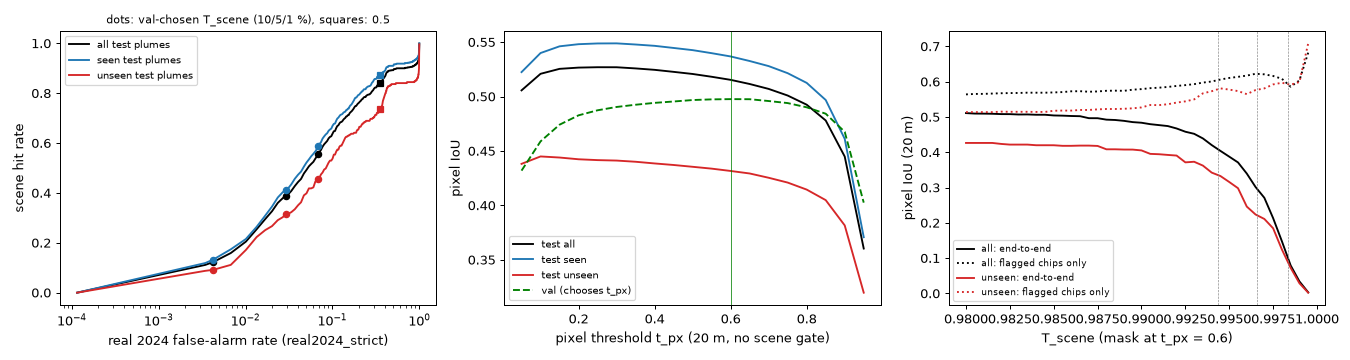 dots: val-chosen T_scene (10/5/1 %), squares: 0.5
1.0
0.8
0.6
0.4
0.2
0.0
scene hit rate
all test plumes
seen test plumes
unseen test plumes
10⁻⁴
10⁻³
10⁻²
10⁻¹
10⁰
real 2024 false-alarm rate (real2024_strict)
0.55
0.50
0.45
0.40
0.35
pixel IoU
test all
test seen
test unseen
val (chooses t_px)
0.2
0.4
0.6
0.8
pixel threshold t_px (20 m, no scene gate)
0.7
0.6
0.5
0.4
0.3
0.2
0.1
0.0
pixel IoU (20 m)
all: end-to-end
all: flagged chips only
unseen: end-to-end
unseen: flagged chips only
0.98000.98250.98500.98750.99000.99250.99500.99751.0000
T_scene (mask at t_px = 0.6)